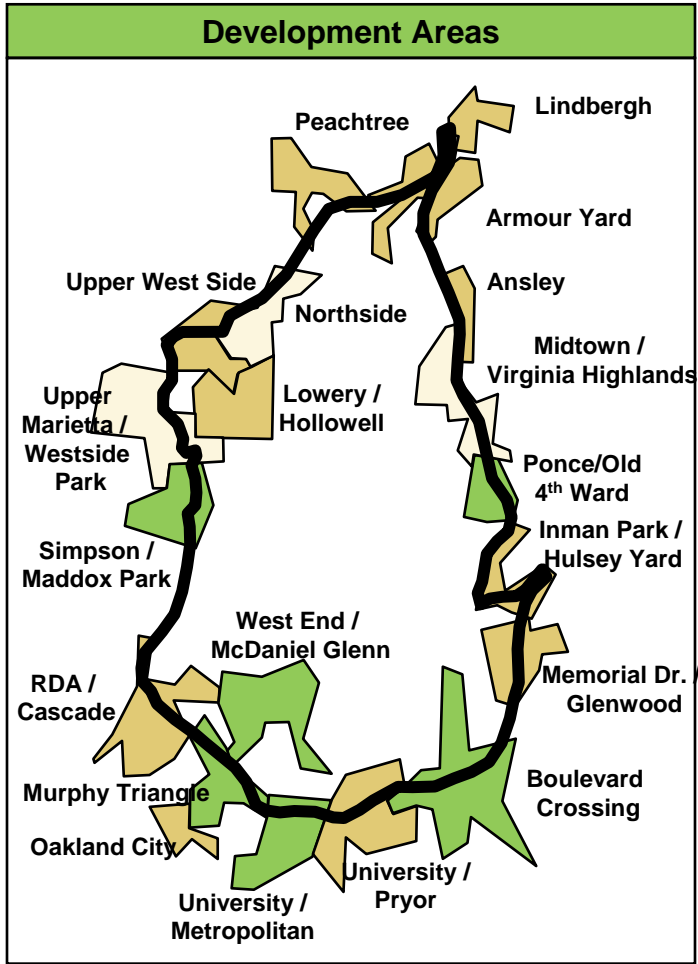 Development Areas
Lindbergh
Peachtree
Armour Yard
Upper West Side
Ansley
Northside
Midtown /
Virginia Highlands
Upper
Marietta /
Westside
Park
Lowery /
Hollowell
Ponce/Old
4th Ward
Inman Park /
Hulsey Yard
Simpson /
Maddox Park
West End /
McDaniel Glenn
RDA /
Cascade
Memorial Dr. /
Glenwood
Murphy Triangle
Boulevard
Crossing
Oakland City
University /
Pryor
University /
Metropolitan